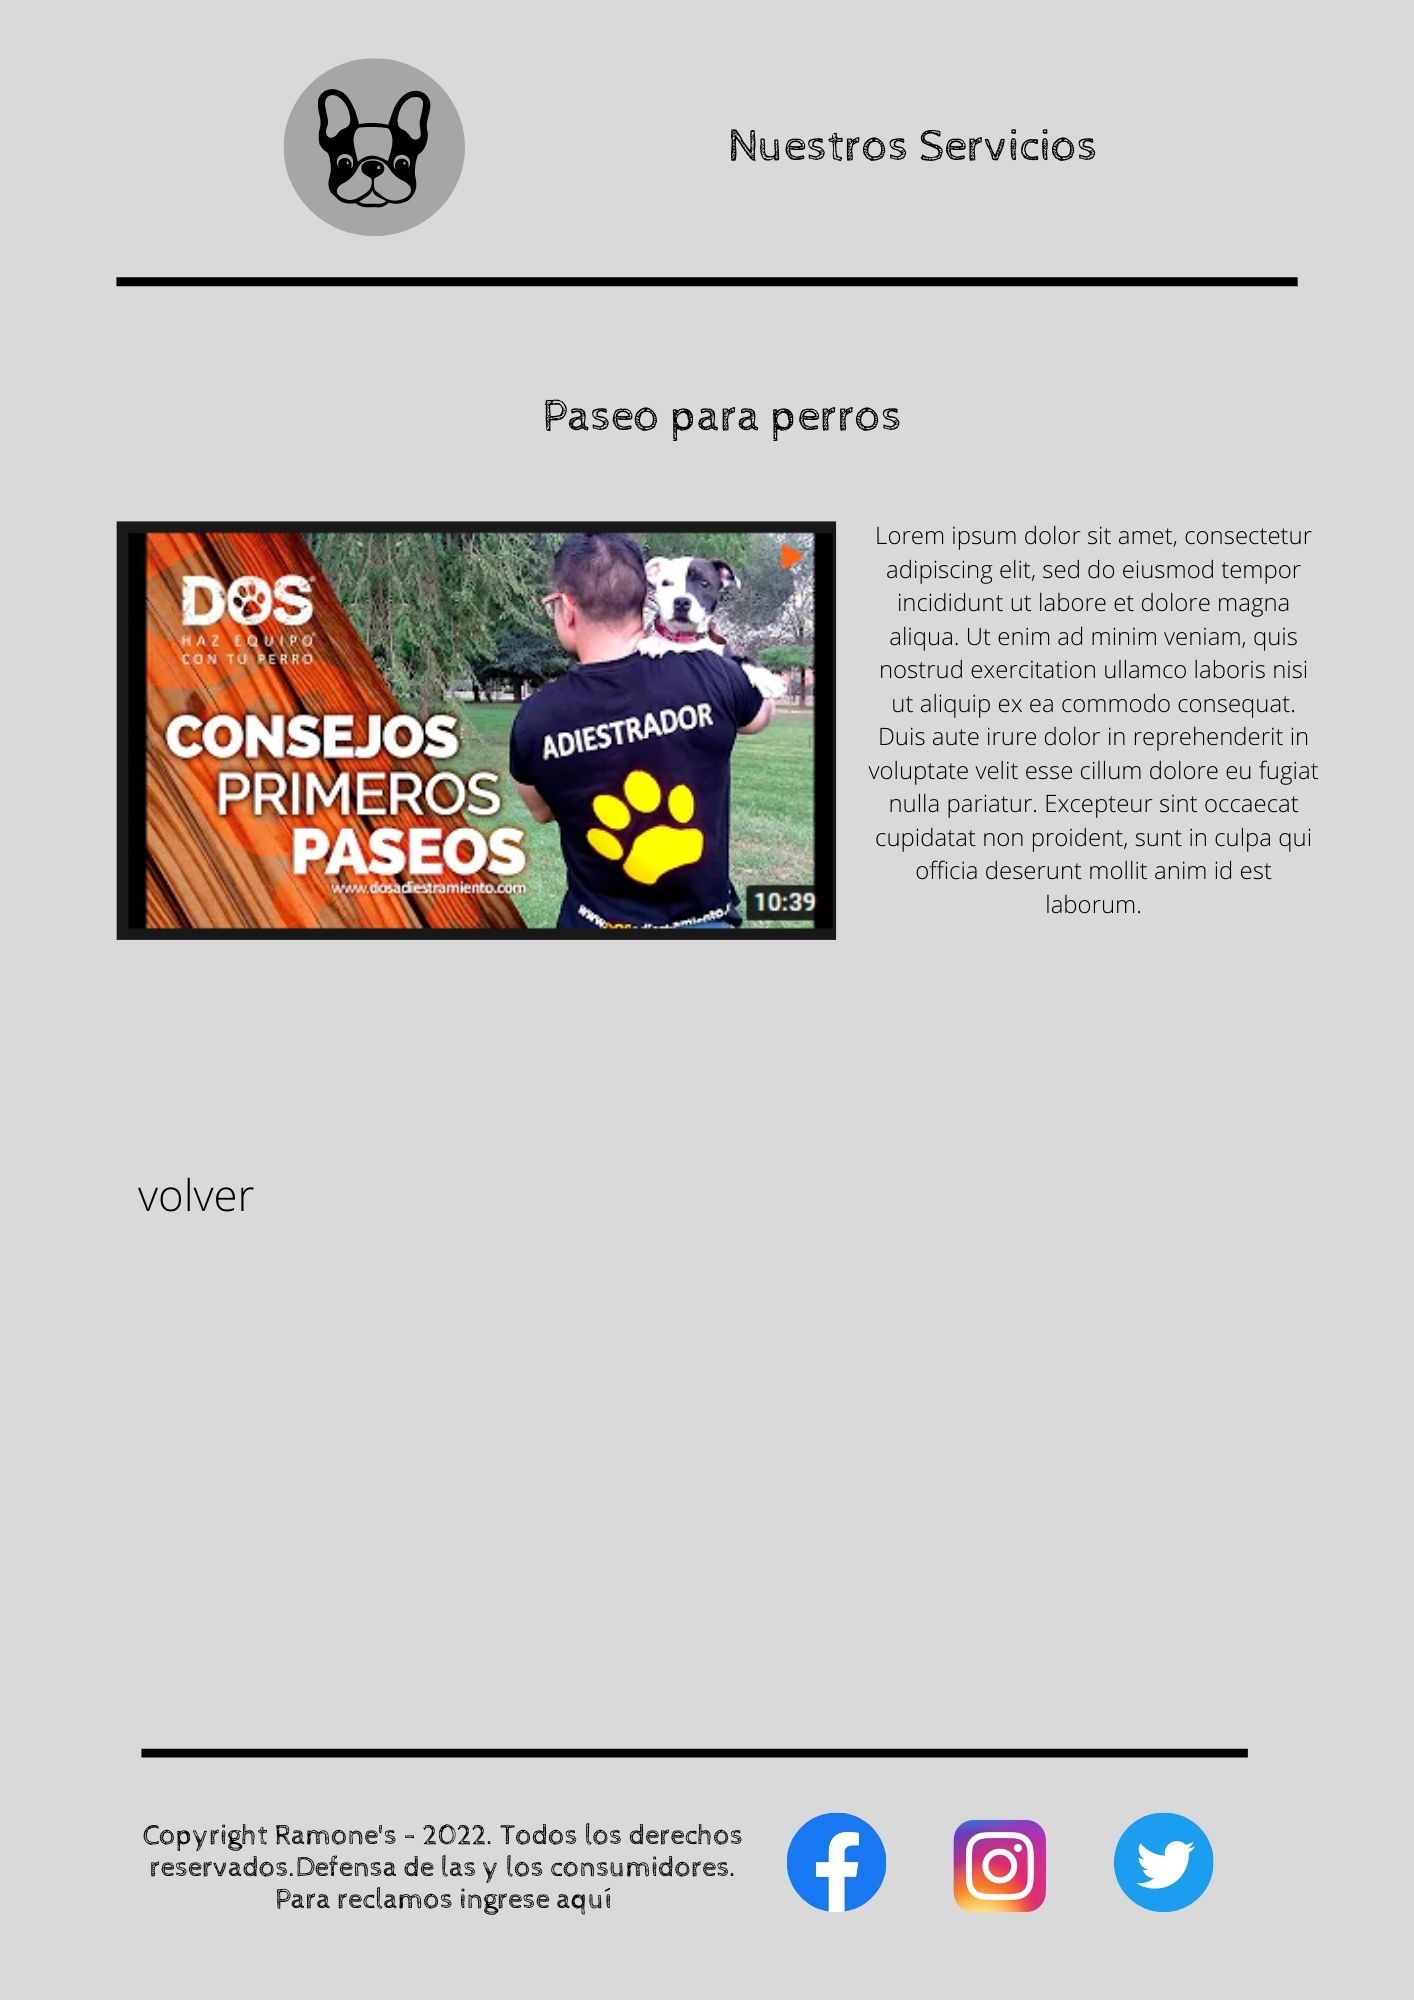 Nuestros Servicios
Paseo para perros
DOS
HAZ EQUIPO
CON TU PERRO
CONSEJOS
PRIMEROS
PASEOS
www.dosadiestramiento.com
ADIESTRADOR
10:39
Lorem ipsum dolor sit amet, consectetur
adipiscing elit, sed do eiusmod tempor
incididunt ut labore et dolore magna
aliqua. Ut enim ad minim veniam, quis
nostrud exercitation ullamco laboris nisi
ut aliquip ex ea commodo consequat.
Duis aute irure dolor in reprehenderit in
voluptate velit esse cillum dolore eu fugiat
nulla pariatur. Excepteur sint occaecat
cupidatat non proident, sunt in culpa qui
officia deserunt mollit anim id est
laborum.
volver
Copyright Ramone's - 2022. Todos los derechos
reservados.Defensa de las y los consumidores.
Para reclamos ingrese aquí